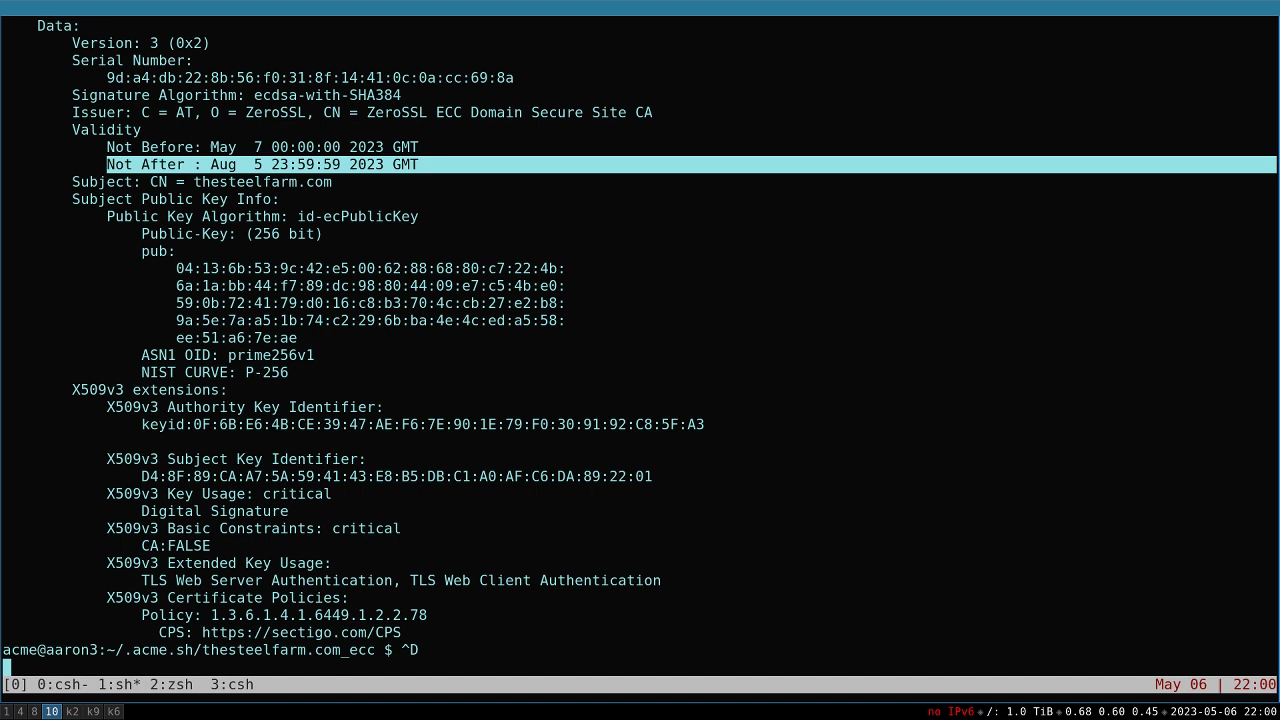 Data:
Version: 3 (0x2)
Serial Number:
9d:a4:db:22:8b:56:f0:31:8f:14:41:0c:0a:cc:69:8a
Signature Algorithm: ecdsa-with-SHA384
Issuer: C = AT, O = ZeroSSL, CN = ZeroSSL ECC Domain Secure Site CA
Validity
Not Before: May  7 00:00:00 2023 GMT
Not After : Aug  5 23:59:59 2023 GMT
Subject: CN = thesteelfarm.com
Subject Public Key Info:
Public Key Algorithm: id-ecPublicKey
Public-Key: (256 bit)
pub:
04:13:6b:53:9c:42:e5:00:62:88:68:80:c7:22:4b:
6a:1a:bb:44:f7:89:dc:98:80:44:09:e7:c5:4b:e0:
59:0b:72:41:79:d0:16:c8:b3:70:4c:cb:27:e2:b8:
9a:5e:7a:a5:1b:74:c2:29:6b:ba:4e:4c:ed:a5:58:
ee:51:a6:7e:ae
ASN1 OID: prime256v1
NIST CURVE: P-256
X509v3 extensions:
X509v3 Authority Key Identifier:
keyid:0F:6B:E6:4B:CE:39:47:AE:F6:7E:90:1E:79:F0:30:91:92:C8:5F:A3
X509v3 Subject Key Identifier:
D4:8F:89:CA:A7:5A:59:41:43:E8:B5:DB:C1:A0:AF:C6:DA:89:22:01
X509v3 Key Usage: critical
Digital Signature
X509v3 Basic Constraints: critical
CA:FALSE
X509v3 Extended Key Usage:
TLS Web Server Authentication, TLS Web Client Authentication
X509v3 Certificate Policies:
Policy: 1.3.6.1.4.1.6449.1.2.2.78
CPS: https://sectigo.com/CPS
acme@aaron3:~/.acme.sh/thesteelfarm.com_ecc $ ^D
[0] 0:csh- 1:sh* 2:zsh  3:csh May 06 | 22:00
1 4 8 10 k2 k9 k6 no IPv6 /: 1.0 TiB 0.68 0.60 0.45 2023-05-06 22:00